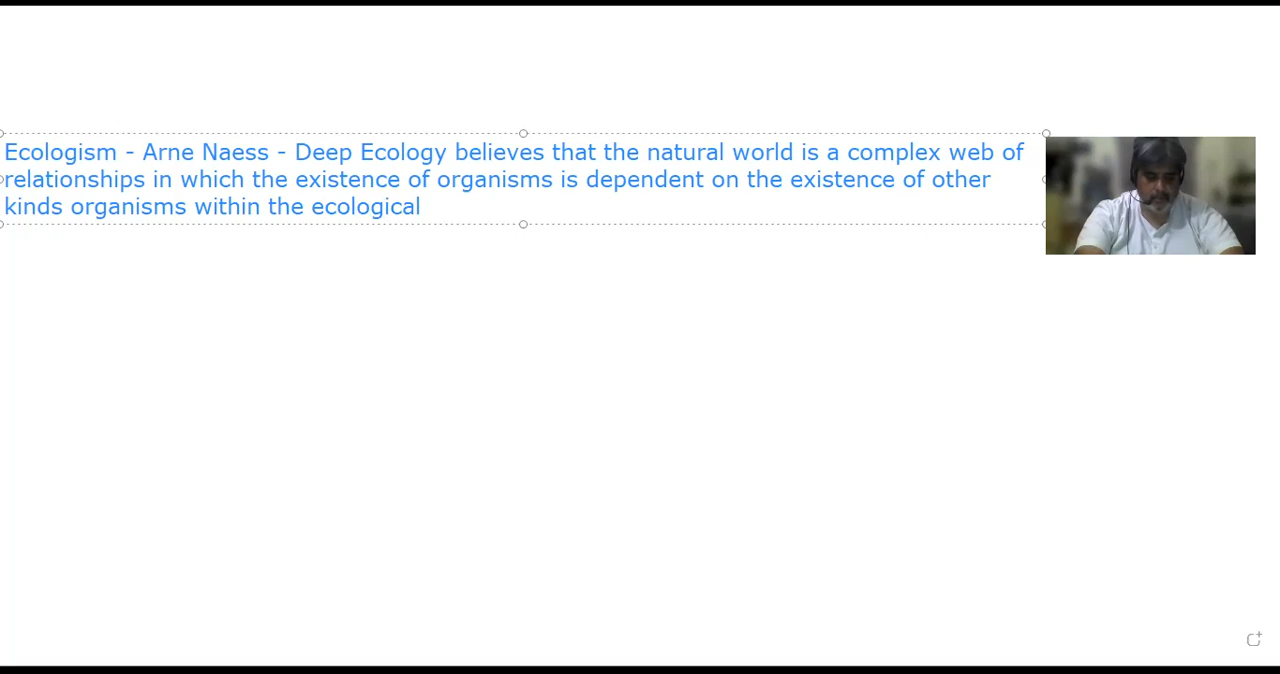 Ecologism - Arne Naess - Deep Ecology believes that the natural world is a complex web of
relationships in which the existence of organisms is dependent on the existence of other
kinds organisms within the ecological